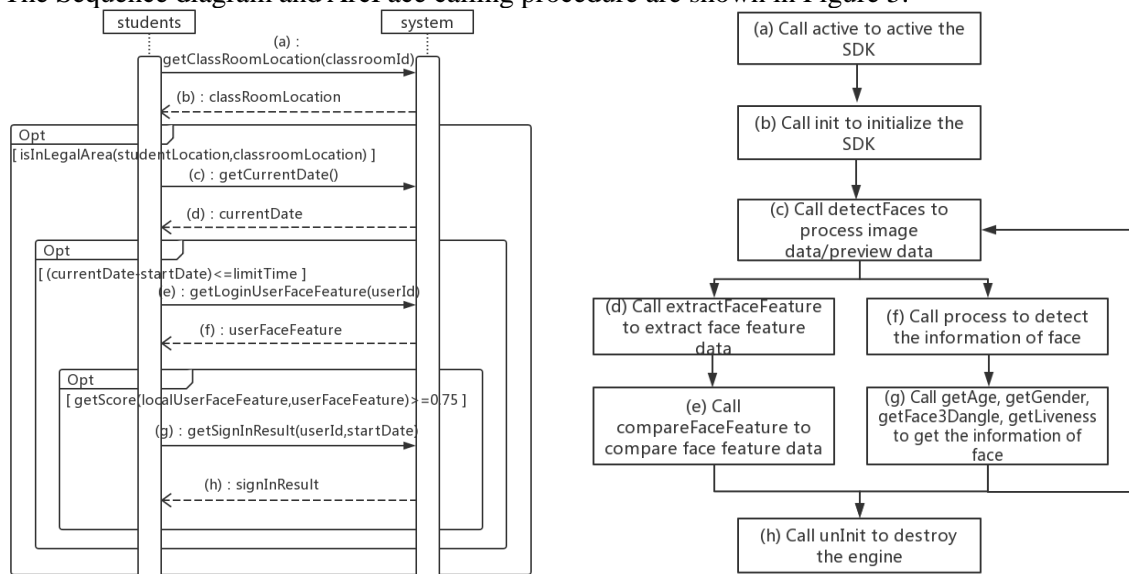 The Sequence diagram and ArcFace calling procedure are shown in Figure 3.
students
system
(a) :
getClassRoomLocation(classroomId)
(b) : classRoomLocation
Opt
[ isInLegalArea(studentLocation,classroomLocation) ]
(c) : getCurrentDate()
(d) : currentDate
Opt
[ (currentDate-startDate)<=limitTime ]
(e) : getLoginUserFaceFeature(userId)
(f) : userFaceFeature
Opt
[ getScore(localUserFaceFeature,userFaceFeature)>=0.75 ]
(g) : getSignInResult(userId,startDate)
(h) : signInResult
(a) Call active to active the
SDK
(b) Call init to initialize the
SDK
(c) Call detectFaces to
process image
data/preview data
(d) Call extractFaceFeature
to extract face feature
data
(e) Call
compareFaceFeature to
compare face feature data
(f) Call process to detect
the information of face
(g) Call getAge, getGender,
getFace3Dangle, getLiveness
to get the information of
face
(h) Call unInit to destroy
the engine